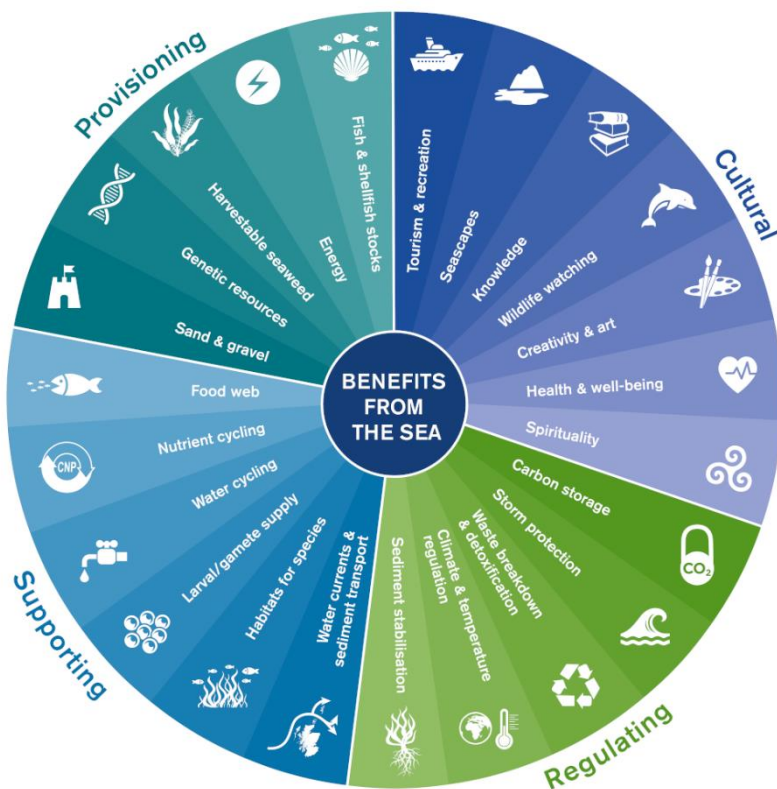 Provisioning
Fish & shellfish stocks
Energy
Harvestable seaweed
Genetic resources
Sand & gravel
Cultural
Tourism & recreation
Seascapes
Knowledge
Wildlife watching
Creativity & art
Health & well-being
Spirituality
BENEFITS
FROM
THE SEA
Supporting
Food web
Nutrient cycling
CNP
Water cycling
Larval/gamete supply
Habitats for species
Water currents &
sediment transport
Regulating
Carbon storage
CO₂
Storm protection
Waste breakdown
& detoxification
Climate & temperature
regulation
Sediment stabilisation